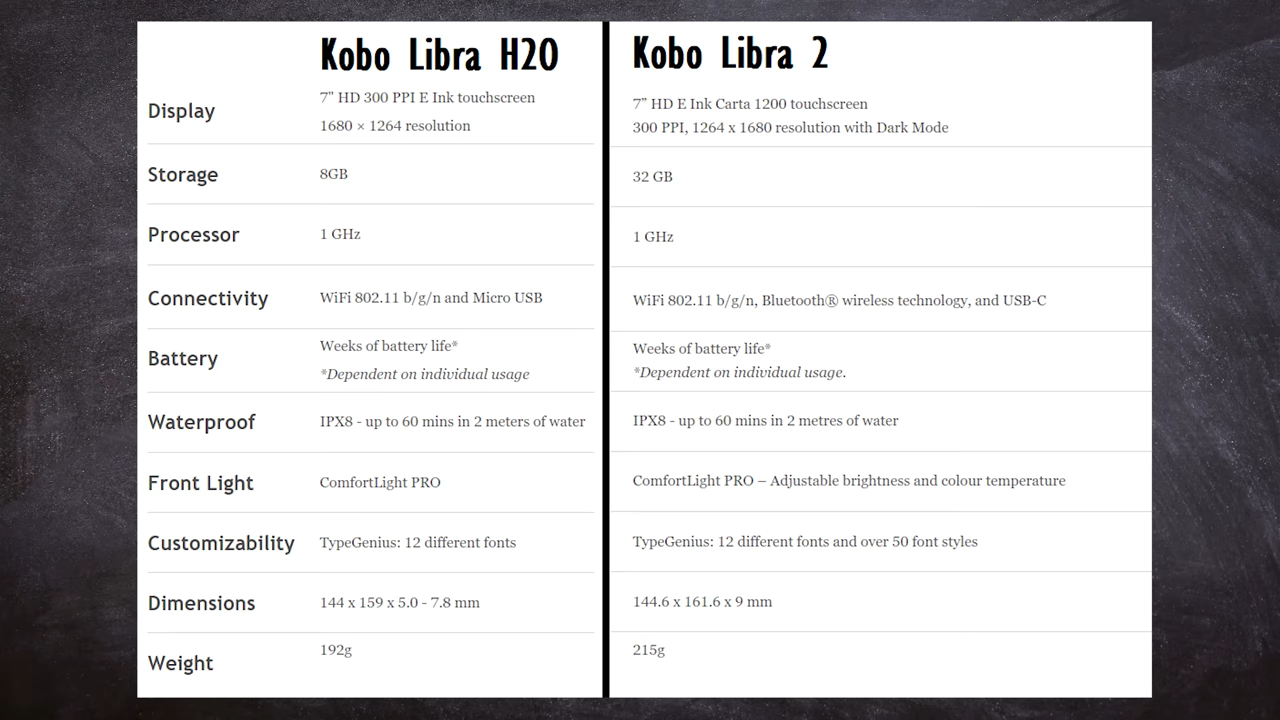 Kobo Libra H2O
Kobo Libra 2
Display
7" HD 300 PPI E Ink touchscreen
1680 × 1264 resolution
7” HD E Ink Carta 1200 touchscreen
300 PPI, 1264 x 1680 resolution with Dark Mode
Storage
8GB
32 GB
Processor
1 GHz
1 GHz
Connectivity
WiFi 802.11 b/g/n and Micro USB
WiFi 802.11 b/g/n, Bluetooth® wireless technology, and USB-C
Battery
Weeks of battery life*
*Dependent on individual usage
Weeks of battery life*
*Dependent on individual usage.
Waterproof
IPX8 - up to 60 mins in 2 meters of water
IPX8 - up to 60 mins in 2 metres of water
Front Light
ComfortLight PRO
ComfortLight PRO – Adjustable brightness and colour temperature
Customizability
TypeGenius: 12 different fonts
TypeGenius: 12 different fonts and over 50 font styles
Dimensions
144 x 159 x 5.0 - 7.8 mm
144.6 x 161.6 x 9 mm
Weight
192g
215g